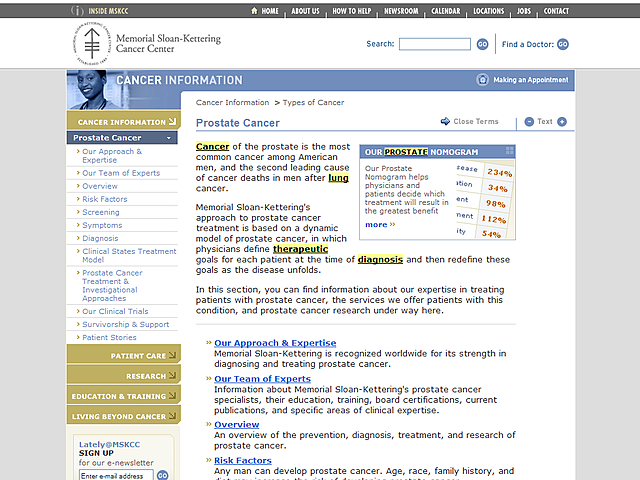 INSIDE MSKCC
HOME | ABOUT US | HOW TO HELP | NEWSROOM | CALENDAR | LOCATIONS | JOBS | CONTACT
Memorial Sloan-Kettering
Cancer Center
Search: GO Find a Doctor: GO
CANCER INFORMATION
Making an Appointment
CANCER INFORMATION
Prostate Cancer
Our Approach &
Expertise
Our Team of Experts
Overview
Risk Factors
Screening
Symptoms
Diagnosis
Clinical States Treatment
Model
Prostate Cancer
Treatment &
Investigational
Approaches
Our Clinical Trials
Survivorship & Support
Patient Stories
PATIENT CARE
RESEARCH
EDUCATION & TRAINING
LIVING BEYOND CANCER
Lately@MSKCC
SIGN UP
for our e-newsletter
Enter e-mail address GO
Cancer Information > Types of Cancer
Prostate Cancer
Close Terms
Text
Cancer of the prostate is the most
common cancer among American
men, and the second leading cause
of cancer deaths in men after lung
cancer.
Memorial Sloan-Kettering's
approach to prostate cancer
treatment is based on a dynamic
model of prostate cancer, in which
physicians define therapeutic
goals for each patient at the time of diagnosis and then redefine these
goals as the disease unfolds.
OUR PROSTATE NOMOGRAM
Our Prostate
Nomogram helps
physicians and
patients decide which
treatment will result in
the greatest benefit
more >>
sease 234%
ation 34%
ent 98%
ment 112%
ity 54%
In this section, you can find information about our expertise in treating
patients with prostate cancer, the services we offer patients with this
condition, and prostate cancer research under way here.
>> Our Approach & Expertise
Memorial Sloan-Kettering is recognized worldwide for its strength in
diagnosing and treating prostate cancer.
>> Our Team of Experts
Information about Memorial Sloan-Kettering's prostate cancer
specialists, their education, training, board certifications, current
publications, and specific areas of clinical expertise.
>> Overview
An overview of the prevention, diagnosis, treatment, and research of
prostate cancer.
>> Risk Factors
Any man can develop prostate cancer. Age, race, family history, and